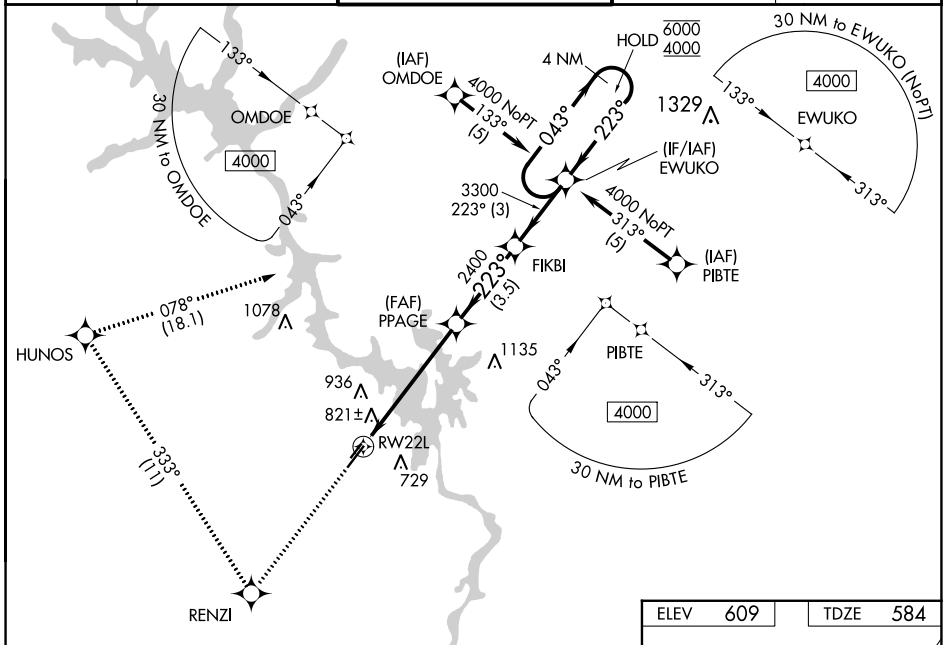 133°
OMDOE
30 NM to OMDOE
4000
043°
(IAF)
OMDOE
4000 NoPT
133°
(5)
4 NM
HOLD
6000
4000
043°
223°
1329
(IF/IAF)
EWUKO
30 NM to EWUKO (NoPT)
4000
133°
EWUKO
313°
3300
223° (3)
4000 NoPT
313°
(5)
(IAF)
PIBTE
FIKBI
2400
223°
(3.5)
(FAF)
PPAGE
078°
(18.1)
1078
HUNOS
1135
PIBTE
043°
313°
4000
30 NM to PIBTE
936
821±
RW22L
729
333°
(11)
RENZI
ELEV 609
TDZE 584